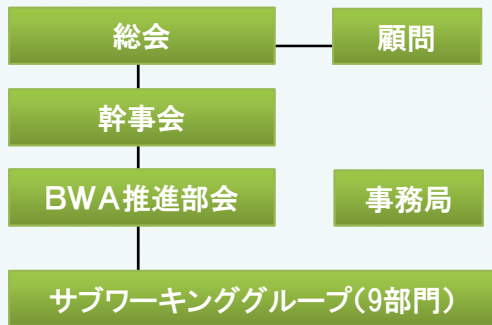 総会
顧問
幹事会
BWA推進部会
事務局
サブワーキンググループ(9部門)